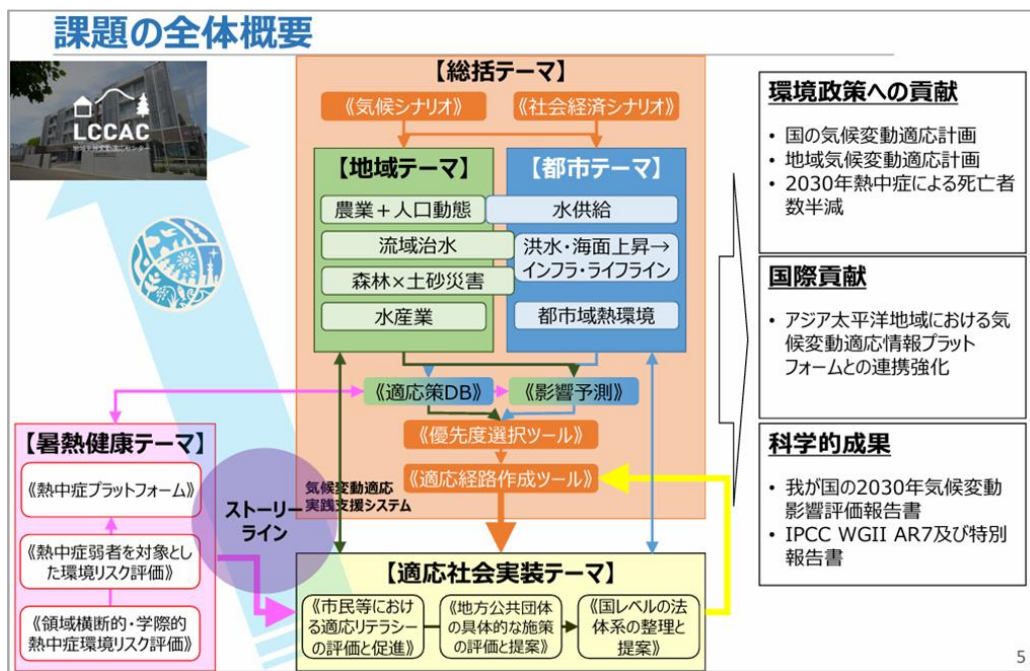 課題の全体概要
LCCAC
地域気候変動適応センター
【総括テーマ】
《気候シナリオ》
《社会経済シナリオ》
【地域テーマ】
農業+人口動態
流域治水
森林×土砂災害
水産業
【都市テーマ】
水供給
洪水・海面上昇→
インフラ・ライフライン
都市域熱環境
《適応策DB》
《影響予測》
《優先度選択ツール》
《適応経路作成ツール》
気候変動適応
実践支援システム
ストーリー
ライン
【暑熱健康テーマ】
《熱中症プラットフォーム》
《熱中症弱者を対象とし
た環境リスク評価》
《領域横断的・学際的
熱中症環境リスク評価》
【適応社会実装テーマ】
《市民等におけ
る適応リテラシー
の評価と促進》
《地方公共団体
の具体的な施策
の評価と提案》
《国レベルの法
体系の整理と
提案》
環境政策への貢献
• 国の気候変動適応計画
• 地域気候変動適応計画
• 2030年熱中症による死亡者
数半減
国際貢献
• アジア太平洋地域における気
候変動適応情報プラット
フォームとの連携強化
科学的成果
• 我が国の2030年気候変動
影響評価報告書
• IPCC WGII AR7及び特別
報告書
5